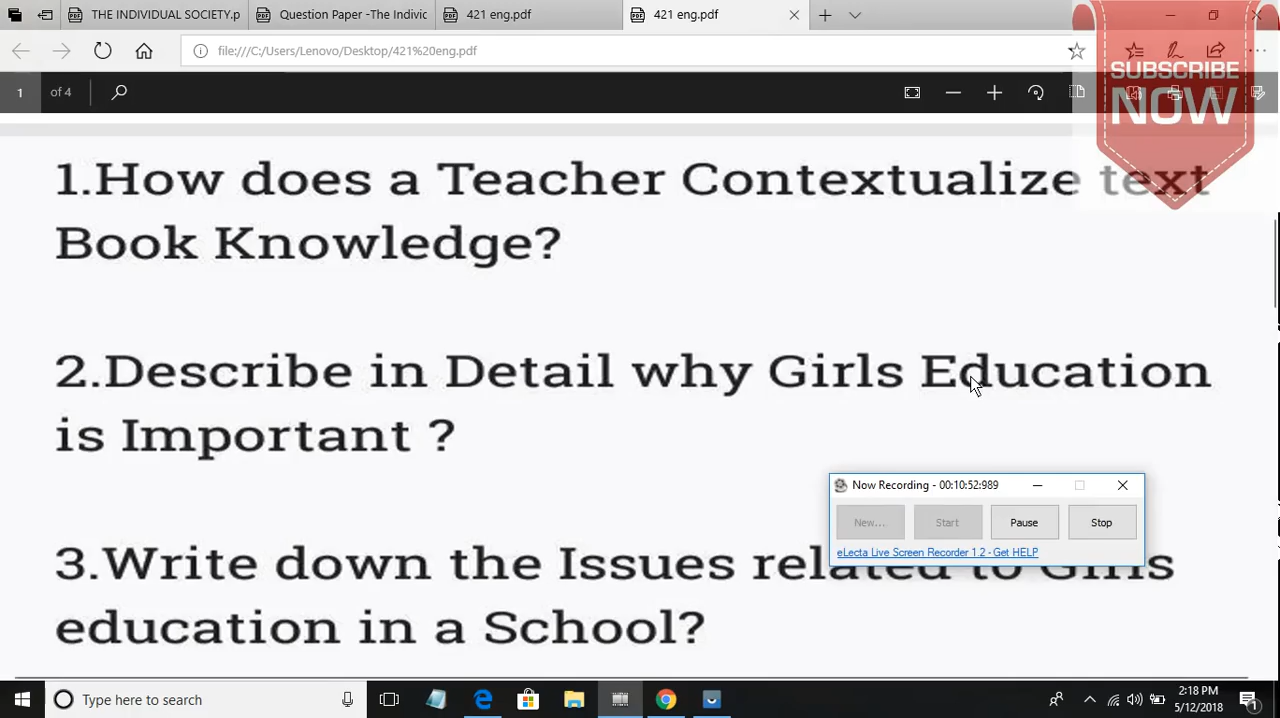 THE INDIVIDUAL SOCIETY.p
Question Paper -The Indivic
421 eng.pdf
421 eng.pdf
file:///C:/Users/Lenovo/Desktop/421%20eng.pdf
SUBSCRIBE
NOW
1 of 4
1.How does a Teacher Contextualize text
Book Knowledge?
2.Describe in Detail why Girls Education
is Important ?
Now Recording - 00:10:52:989
New... Start Pause Stop
eLecta Live Screen Recorder 1.2 - Get HELP
3.Write down the Issues related to Girls
education in a School?
Type here to search
2:18 PM
5/12/2018
1